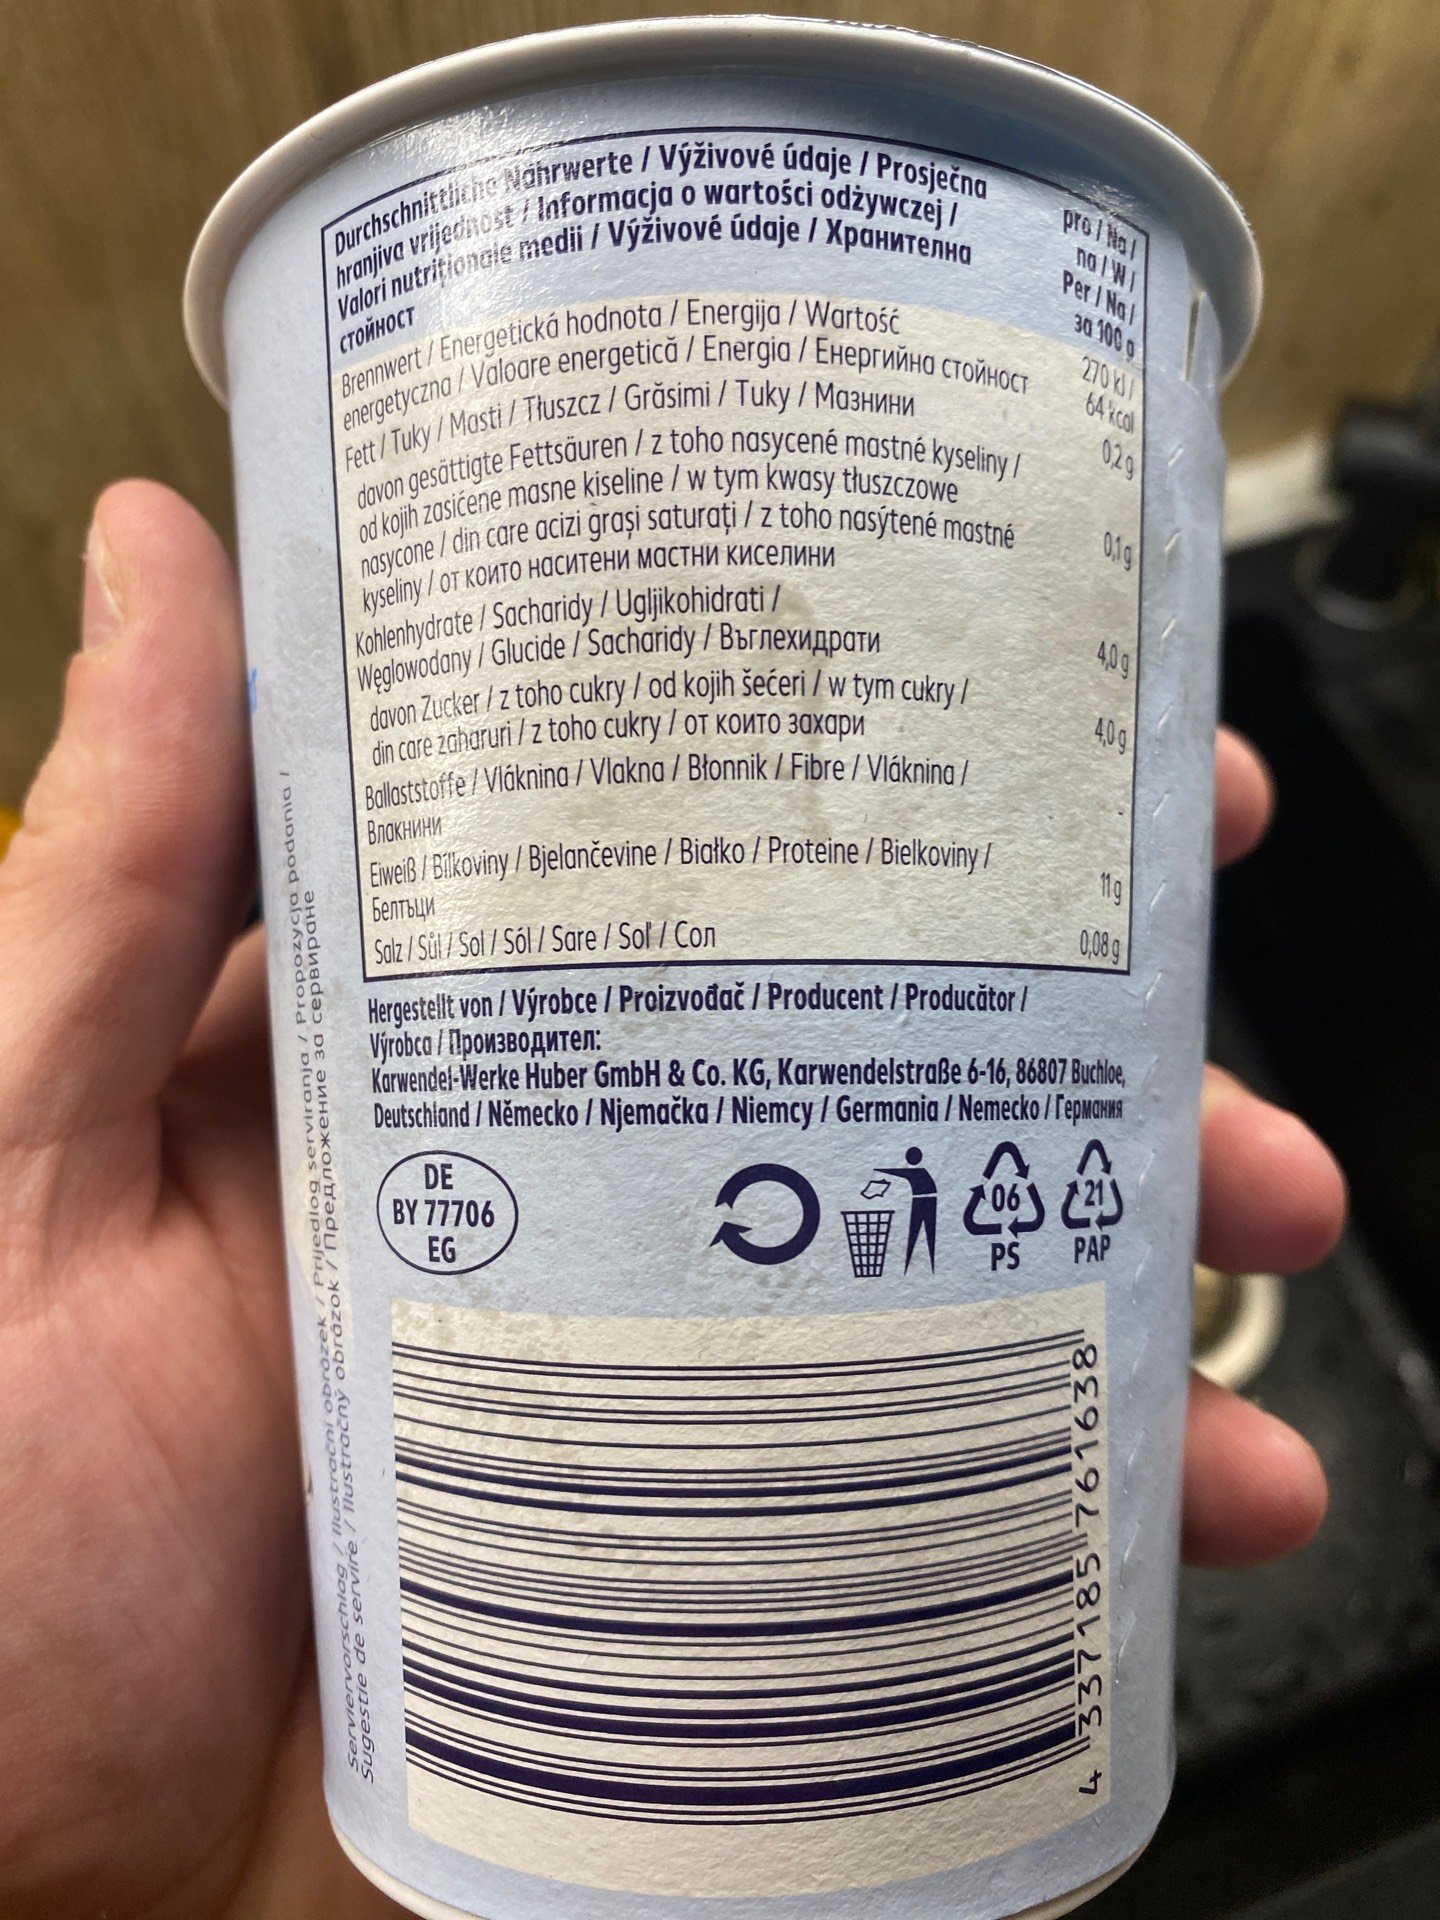 Durchschnittliche Nährwerte / Výživové údaje / Prosječna
hranjiva vrijednost / Informacja o wartości odżywczej /
Valori nutriționale medii / Výživové údaje / Хранителна
стойност
pro / Na /
na / W /
Per / Na /
за 100 g
Brennwert / Energetická hodnota / Energija / Wartość
energetyczna / Valoare energetică / Energia / Енергийна стойност
270 kJ /
64 kcal
Fett / Tuky / Masti / Tłuszcz / Grăsimi / Tuky / Мазнини
0,2 g
davon gesättigte Fettsäuren / z toho nasycené mastné kyseliny /
od kojih zasićene masne kiseline / w tym kwasy tłuszczowe
nasycone / din care acizi grași saturați / z toho nasýtené mastné
kyseliny / от които наситени мастни киселини
0,1 g
Kohlenhydrate / Sacharidy / Ugljikohidrati /
Węglowodany / Glucide / Sacharidy / Въглехидрати
4,0 g
davon Zucker / z toho cukry / od kojih šećeri / w tym cukry /
din care zaharuri / z toho cukry / от които захари
4,0 g
Ballaststoffe / Vláknina / Vlakna / Błonnik / Fibre / Vláknina /
Влакнини
-
Eiweiß / Bílkoviny / Bjelančevine / Białko / Proteine / Bielkoviny /
Белтъци
11 g
Salz / Sůl / Sol / Sól / Sare / Soľ / Сол
0,08 g
Hergestellt von / Výrobce / Proizvođač / Producent / Producător /
Výrobca / Производител:
Karwendel-Werke Huber GmbH & Co. KG, Karwendelstraße 6-16, 86807 Buchloe,
Deutschland / Německo / Njemačka / Niemcy / Germania / Nemecko / Германия
DE
BY 77706
EG
06
PS
21
PAP
4 337185 761638
Serviervorschlag / Ilustrační obrázek / Prijedlog serviranja / Propozycja podania /
Sugestie de servire / Ilustračný obrázok / Предложение за сервиране